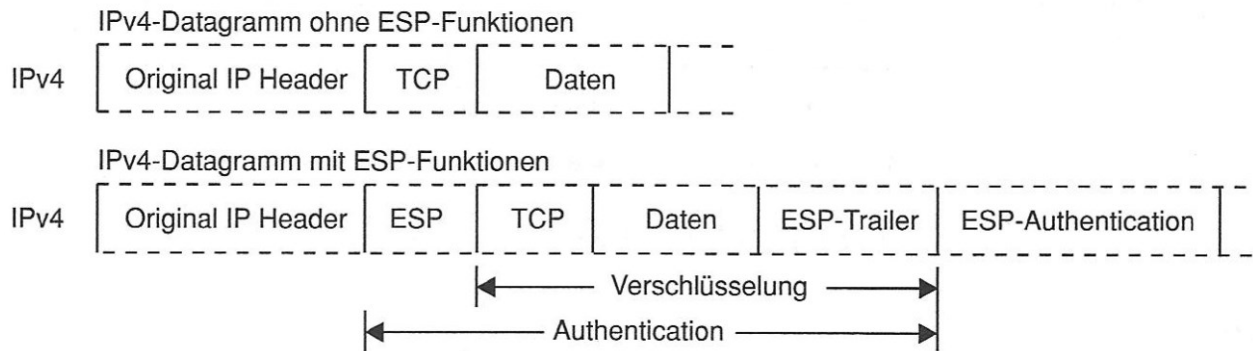 IPv4-Datagramm ohne ESP-Funktionen
IPv4 Original IP Header TCP Daten
IPv4-Datagramm mit ESP-Funktionen
IPv4 Original IP Header ESP TCP Daten ESP-Trailer ESP-Authentication
Verschlüsselung
Authentication